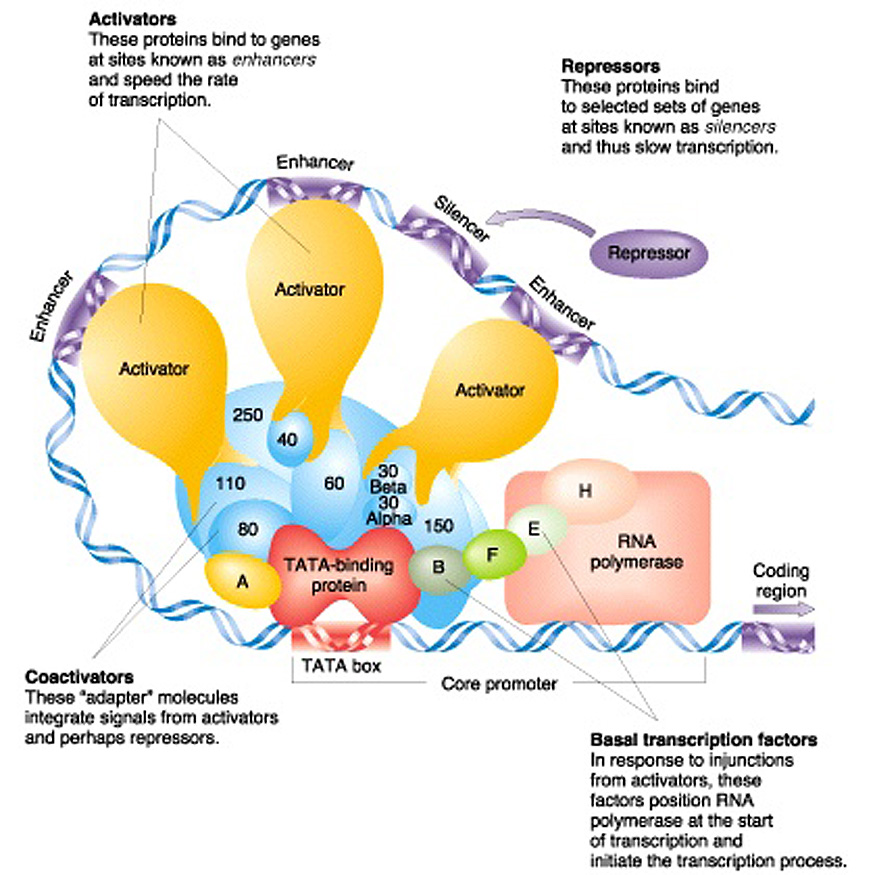 Activators
These proteins bind to genes
at sites known as enhancers
and speed the rate
of transcription.
Repressors
These proteins bind
to selected sets of genes
at sites known as silencers
and thus slow transcription.
Enhancer
Silencer
Repressor
Enhancer
Enhancer
Activator
Activator
Activator
250
40
110
60
30
Beta
30
Alpha
80
150
H
E
F
B
A
TATA-binding
protein
RNA
polymerase
Coding
region
TATA box
Core promoter
Coactivators
These "adapter" molecules
integrate signals from activators
and perhaps repressors.
Basal transcription factors
In response to injunctions
from activators, these
factors position RNA
polymerase at the start
of transcription and
initiate the transcription process.